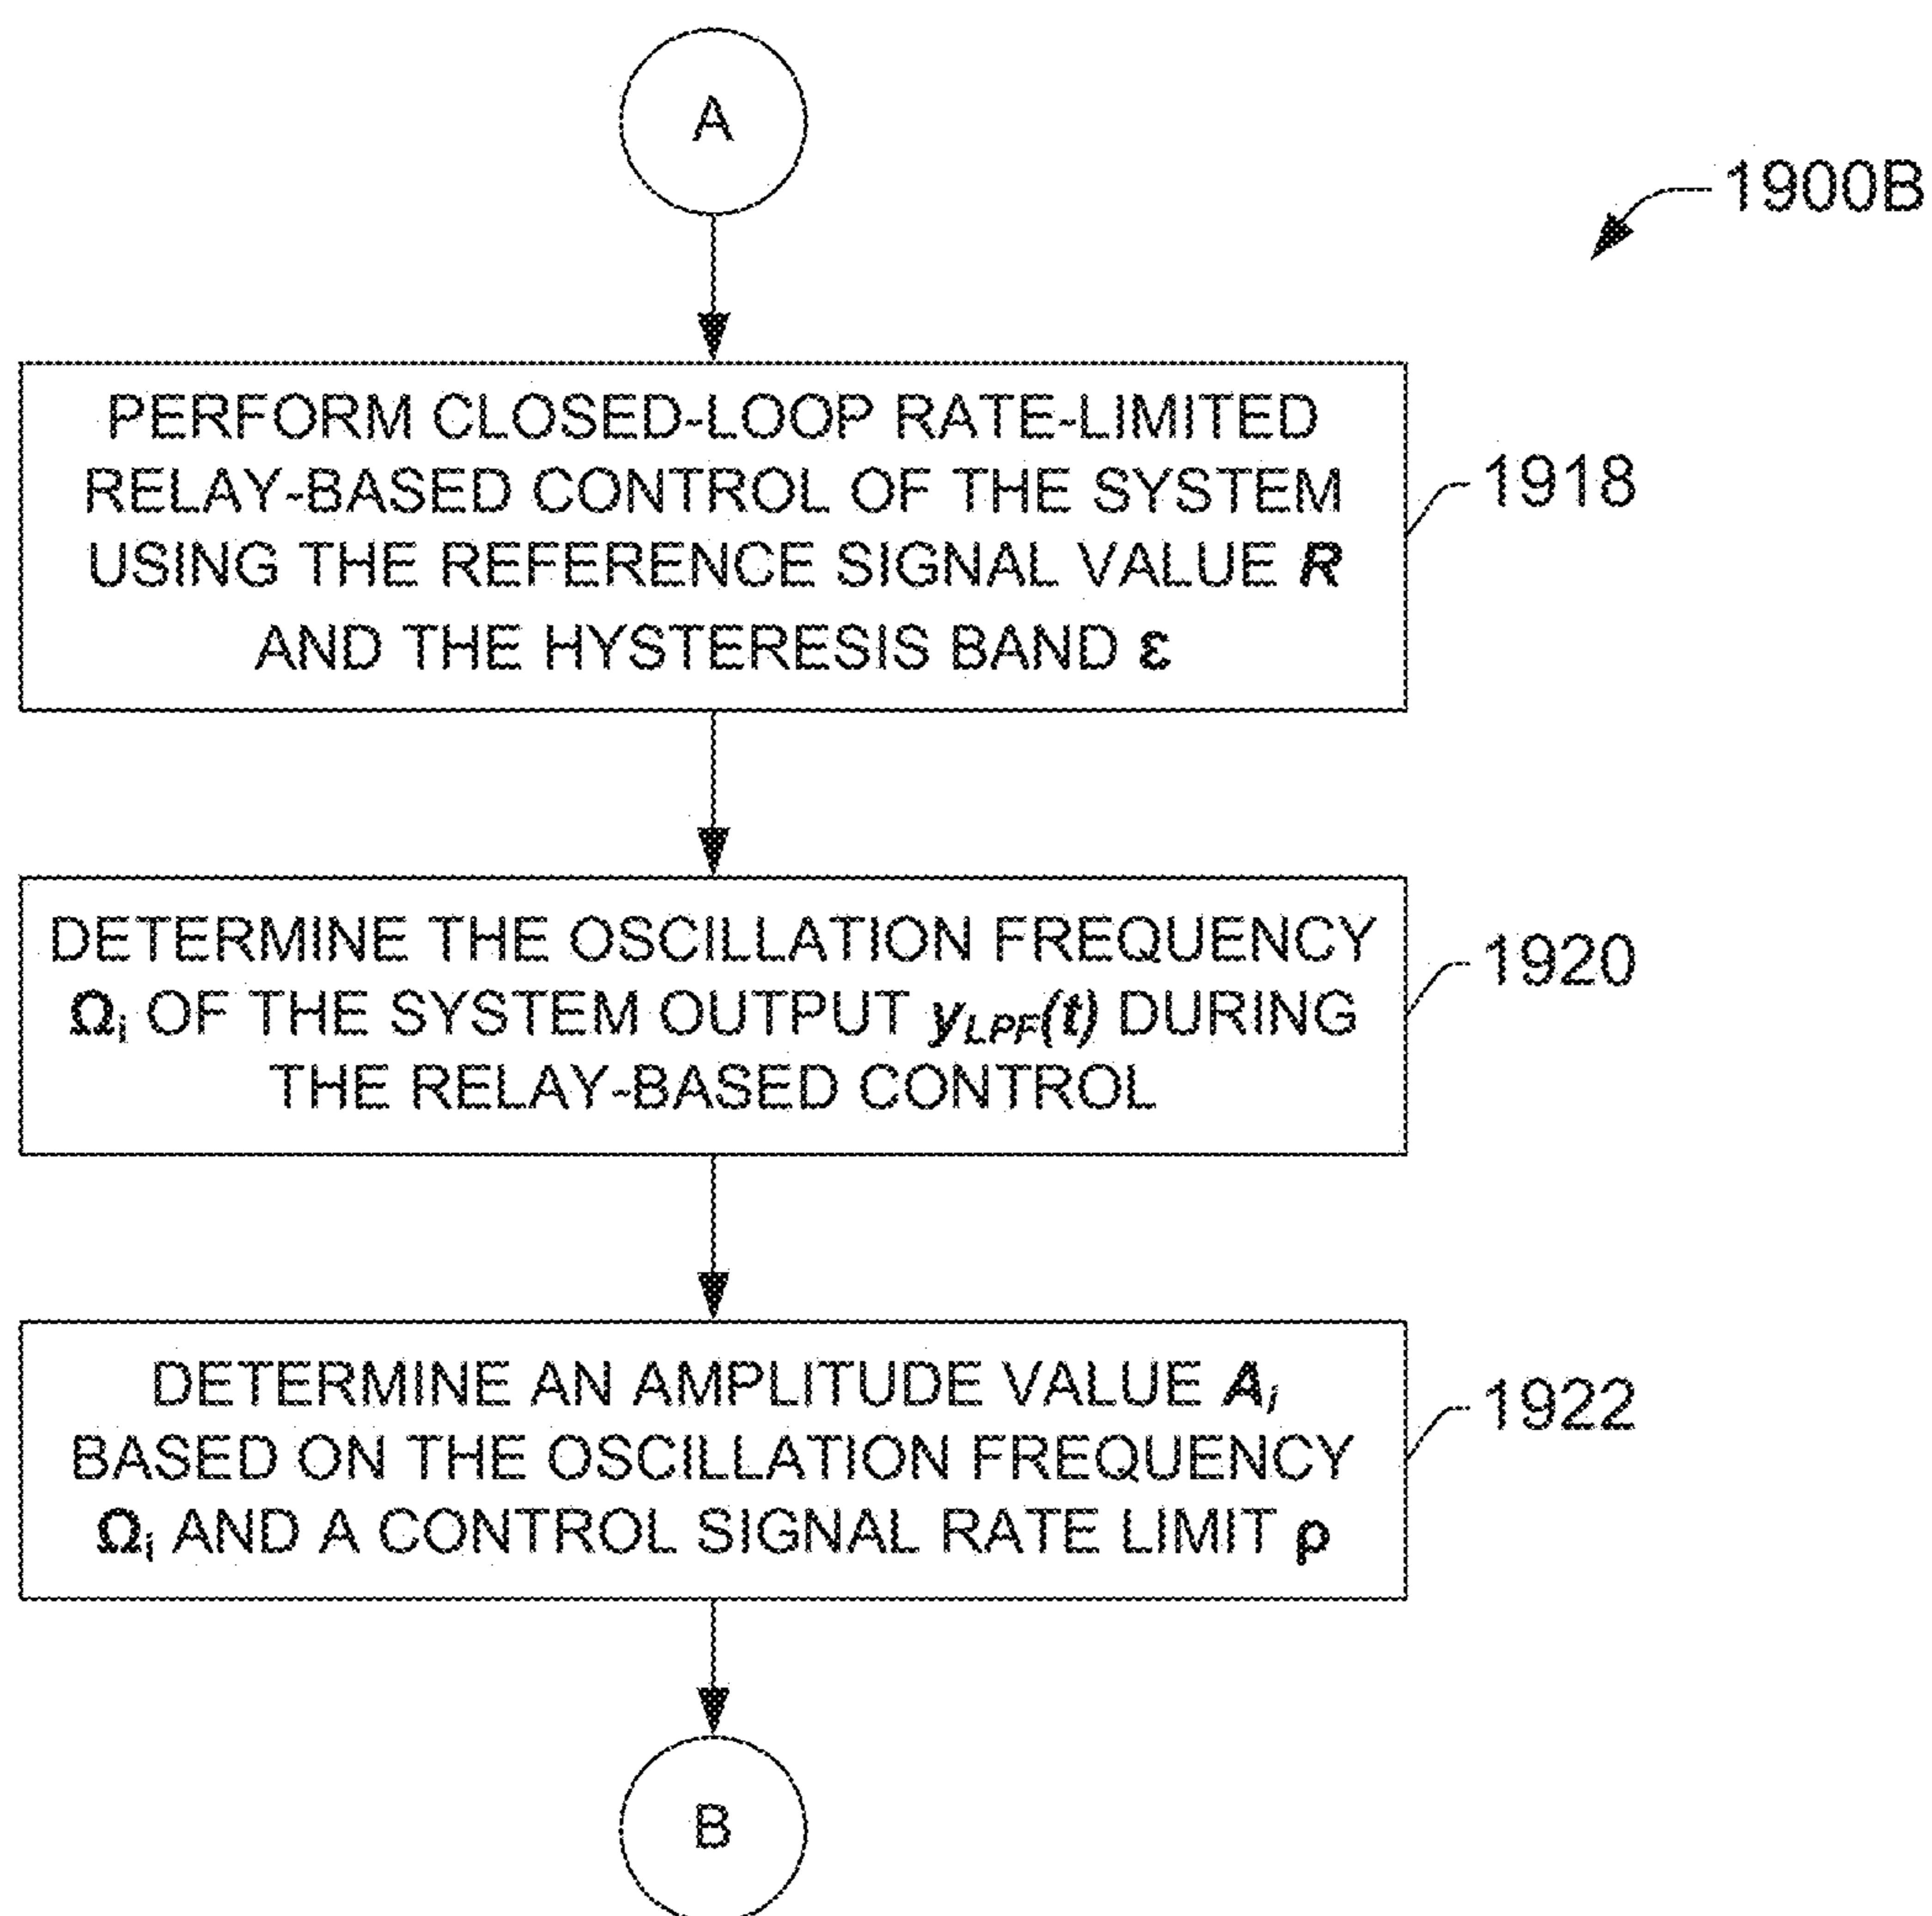 A
1900B
PERFORM CLOSED-LOOP RATE-LIMITED
RELAY-BASED CONTROL OF THE SYSTEM
USING THE REFERENCE SIGNAL VALUE R
AND THE HYSTERESIS BAND ε
1918
DETERMINE THE OSCILLATION FREQUENCY
Ωi OF THE SYSTEM OUTPUT yLPF(t) DURING
THE RELAY-BASED CONTROL
1920
DETERMINE AN AMPLITUDE VALUE Ai
BASED ON THE OSCILLATION FREQUENCY
Ωi AND A CONTROL SIGNAL RATE LIMIT ρ
1922
B